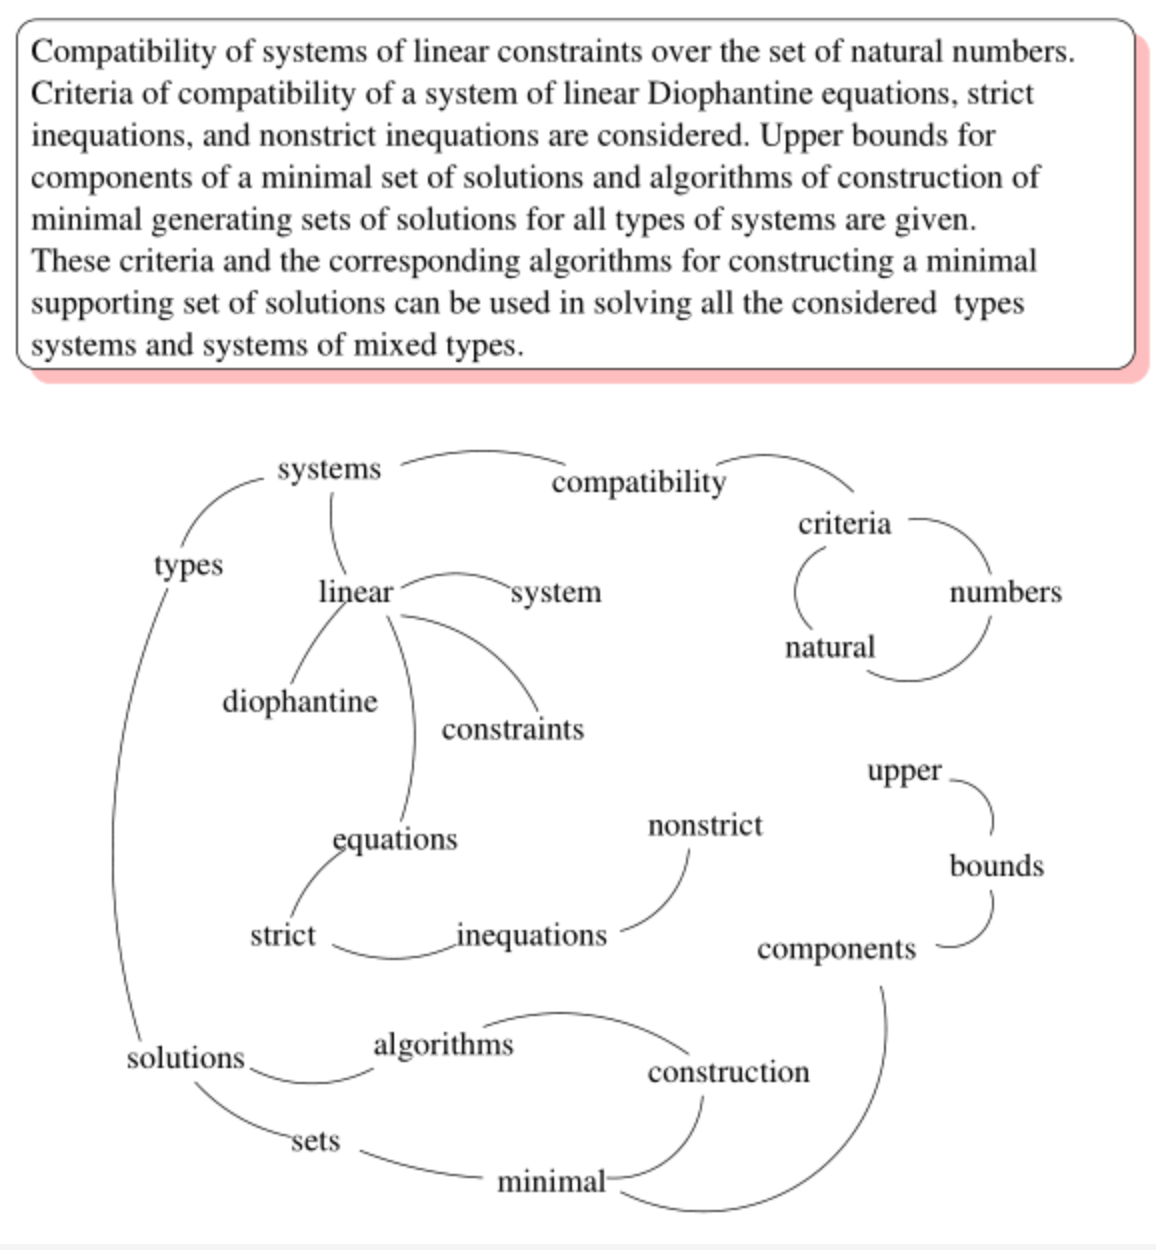 Compatibility of systems of linear constraints over the set of natural numbers.
Criteria of compatibility of a system of linear Diophantine equations, strict
inequations, and nonstrict inequations are considered. Upper bounds for
components of a minimal set of solutions and algorithms of construction of
minimal generating sets of solutions for all types of systems are given.
These criteria and the corresponding algorithms for constructing a minimal
supporting set of solutions can be used in solving all the considered types
systems and systems of mixed types.
systems
compatibility
criteria
types
linear
system
numbers
natural
diophantine
constraints
upper
nonstrict
equations
bounds
strict
inequations
components
algorithms
solutions
construction
sets
minimal